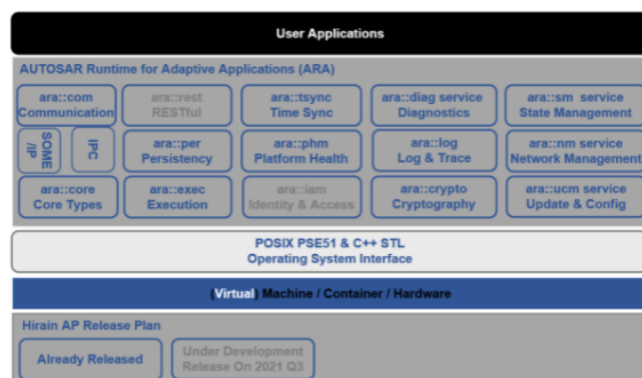 User Applications
AUTOSAR Runtime for Adaptive Applications (ARA)
ara::com
Communication
ara::rest
RESTful
ara::tsync
Time Sync
ara::diag service
Diagnostics
ara::sm service
State Management
SOME
/IP
IPC
ara::per
Persistency
ara::phm
Platform Health
ara::log
Log & Trace
ara::nm service
Network Management
ara::core
Core Types
ara::exec
Execution
ara::iam
Identity & Access
ara::crypto
Cryptography
ara::ucm service
Update & Config
POSIX PSE51 & C++ STL
Operating System Interface
(Virtual) Machine / Container / Hardware
Hirain AP Release Plan
Already Released
Under Development
Release On 2021 Q3